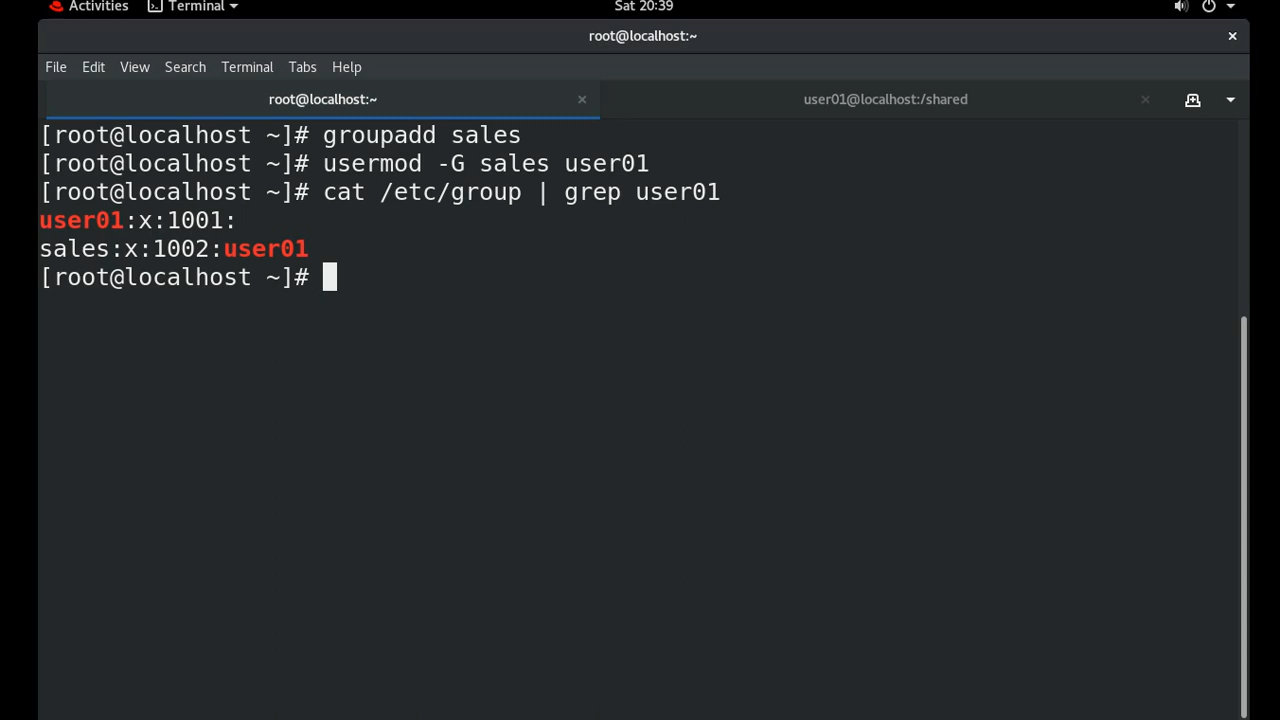 Activities Terminal Sat 20:39
root@localhost:~
File Edit View Search Terminal Tabs Help
root@localhost:~ user01@localhost:/shared
[root@localhost ~]# groupadd sales
[root@localhost ~]# usermod -G sales user01
[root@localhost ~]# cat /etc/group | grep user01
user01:x:1001:
sales:x:1002:user01
[root@localhost ~]#